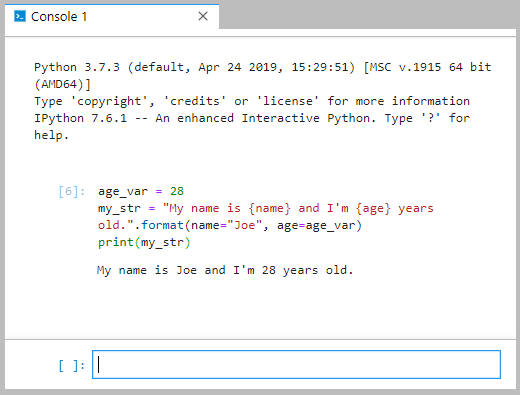 Console 1
Python 3.7.3 (default, Apr 24 2019, 15:29:51) [MSC v.1915 64 bit
(AMD64)]
Type 'copyright', 'credits' or 'license' for more information
IPython 7.6.1 -- An enhanced Interactive Python. Type '?' for
help.
[6]: age_var = 28
my_str = "My name is {name} and I'm {age} years
old.".format(name="Joe", age=age_var)
print(my_str)
My name is Joe and I'm 28 years old.
[ ]: